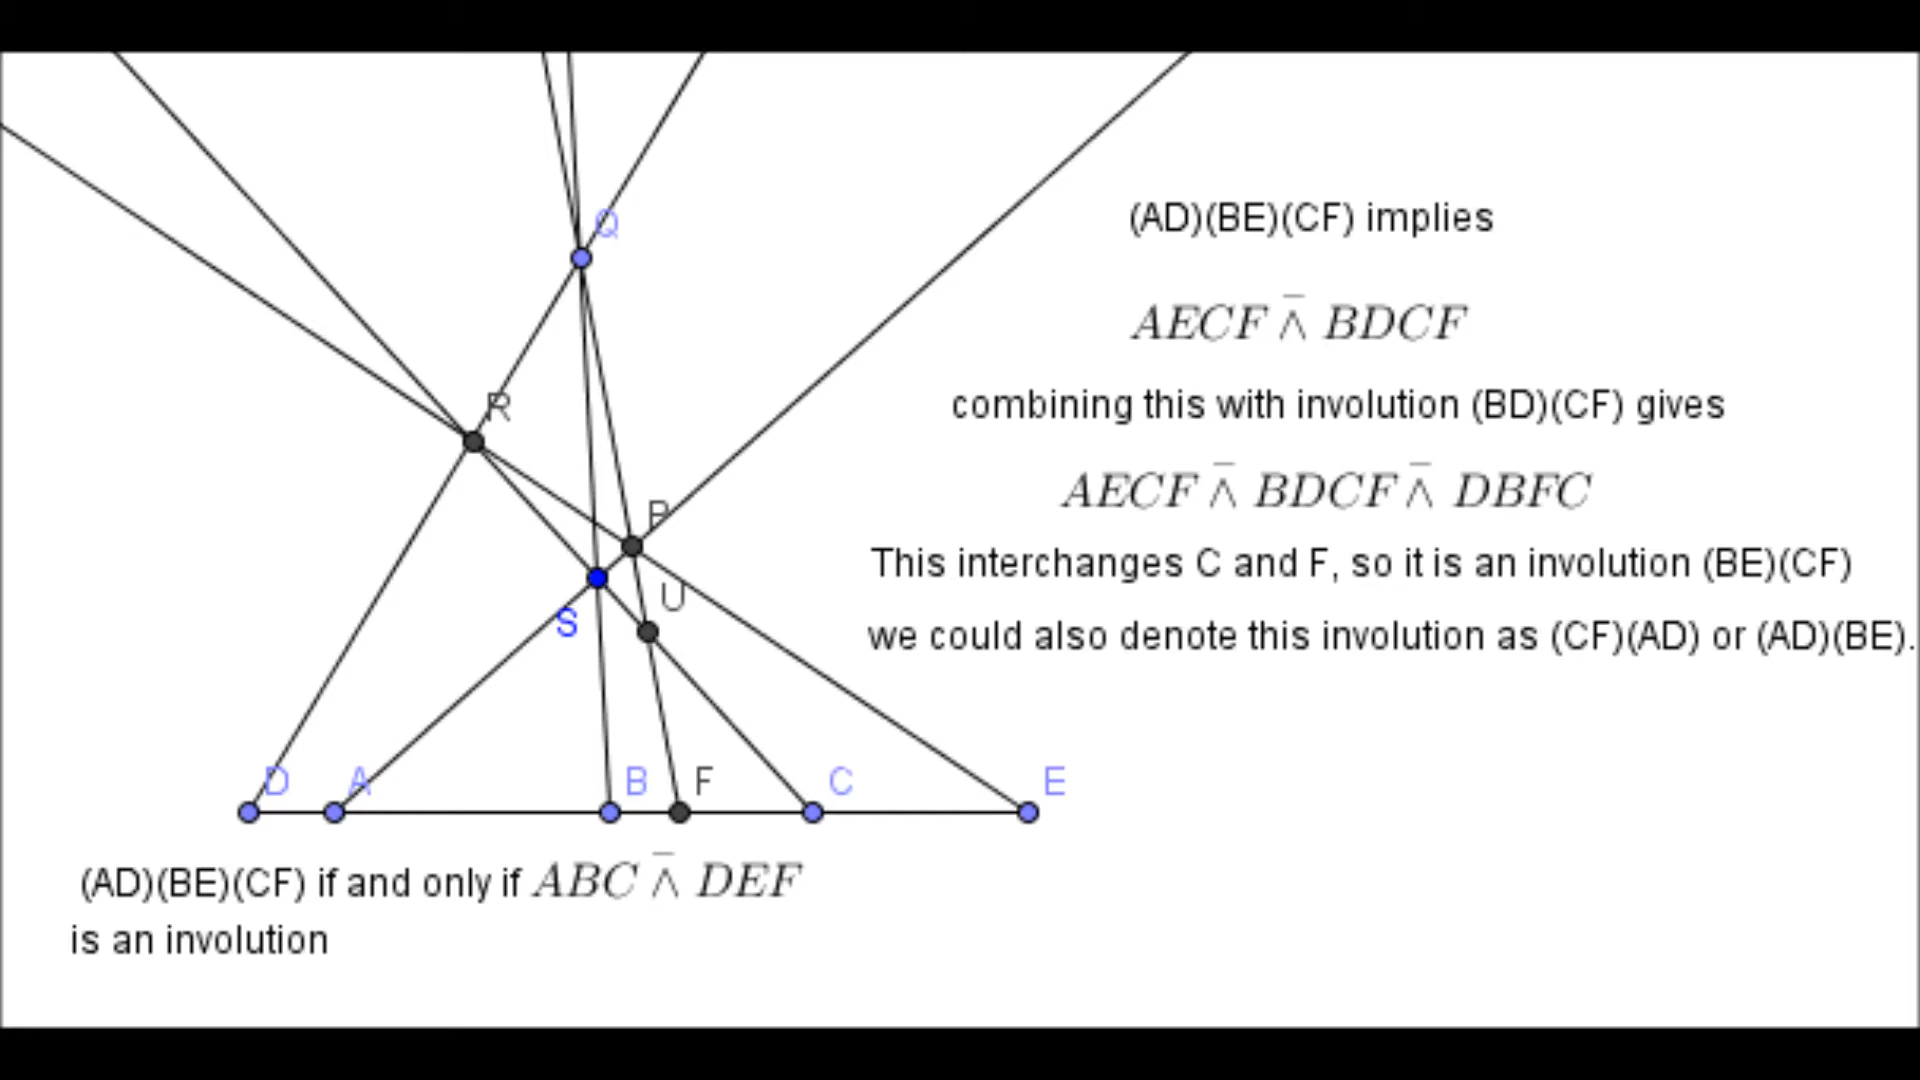 Q
(AD)(BE)(CF) implies
AECF ⊼ BDCF
R
combining this with involution (BD)(CF) gives
AECF ⊼ BDCF ⊼ DBFC
P
This interchanges C and F, so it is an involution (BE)(CF)
U
S
we could also denote this involution as (CF)(AD) or (AD)(BE).
D A B F C E
(AD)(BE)(CF) if and only if ABC ⊼ DEF
is an involution